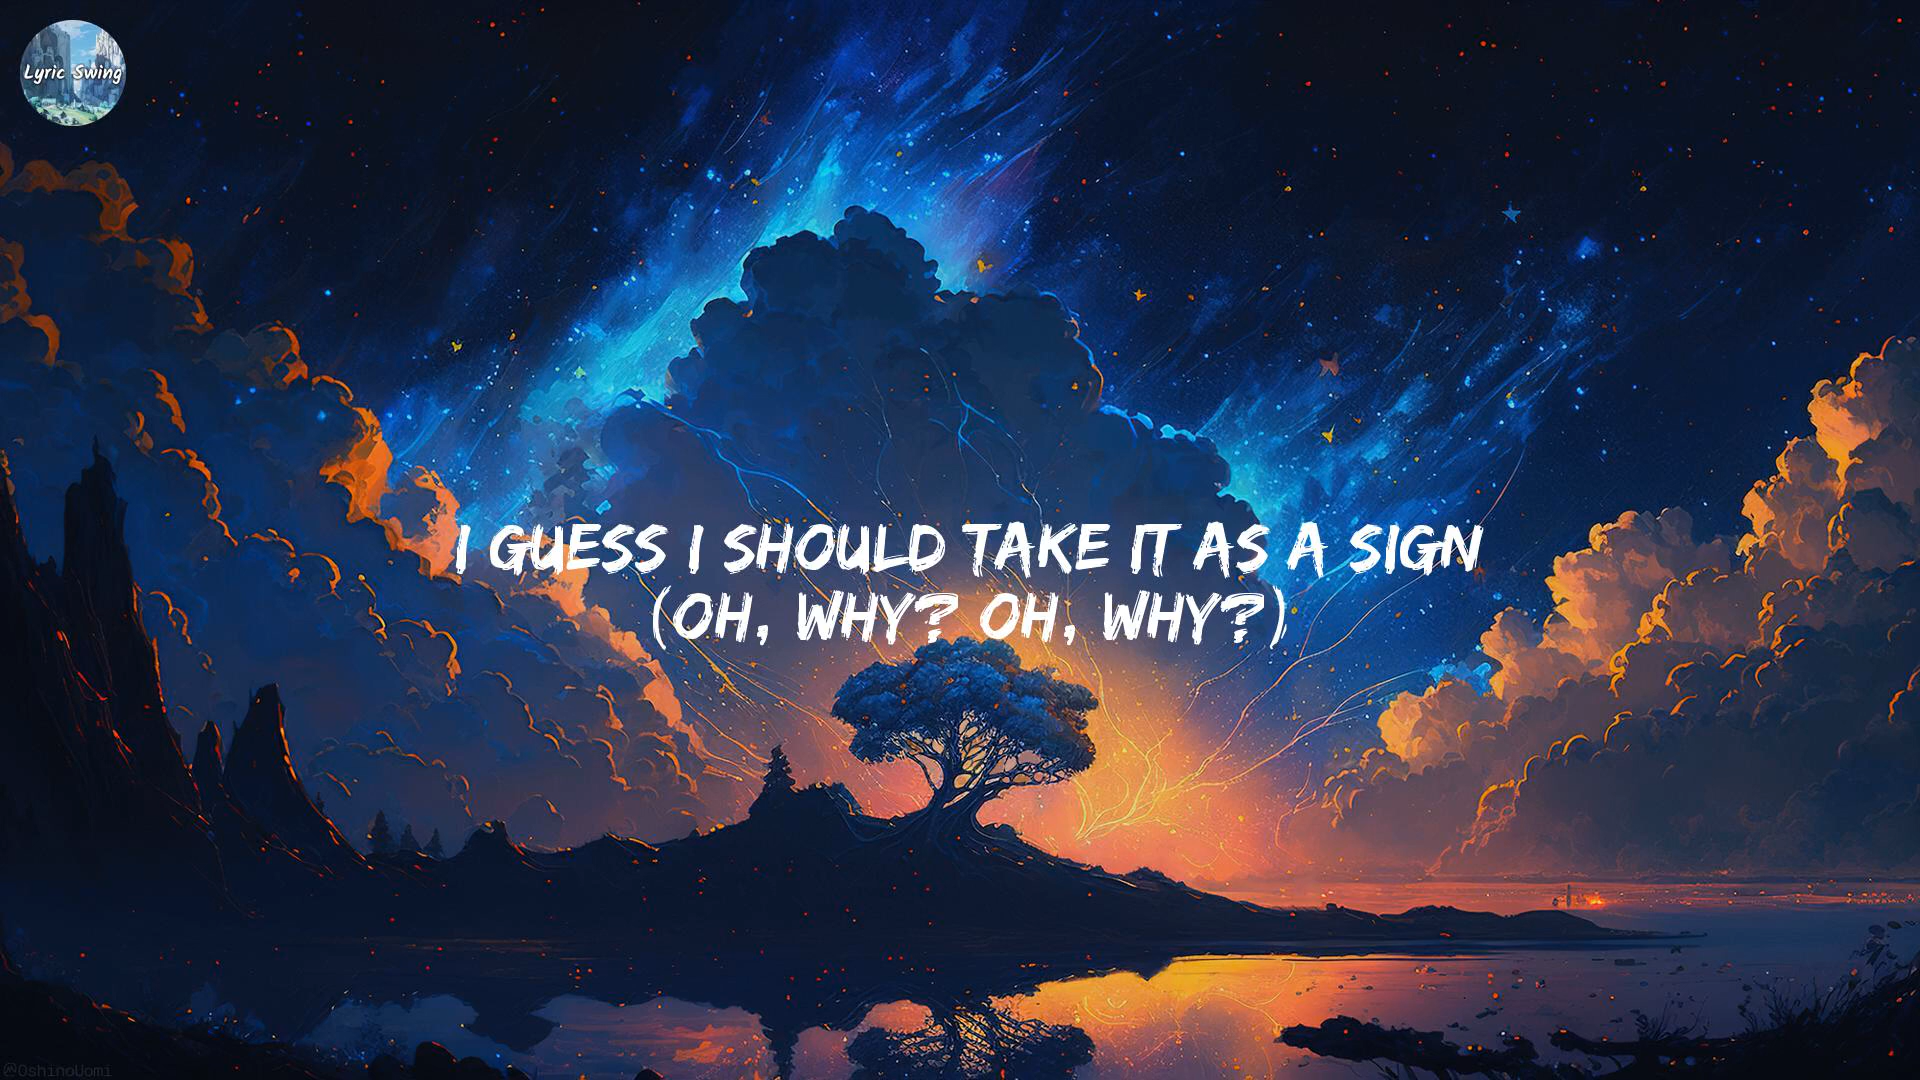 Lyric Swing
I GUESS I SHOULD TAKE IT AS A SIGN
(OH, WHY? OH, WHY?)
@OshinoUomi